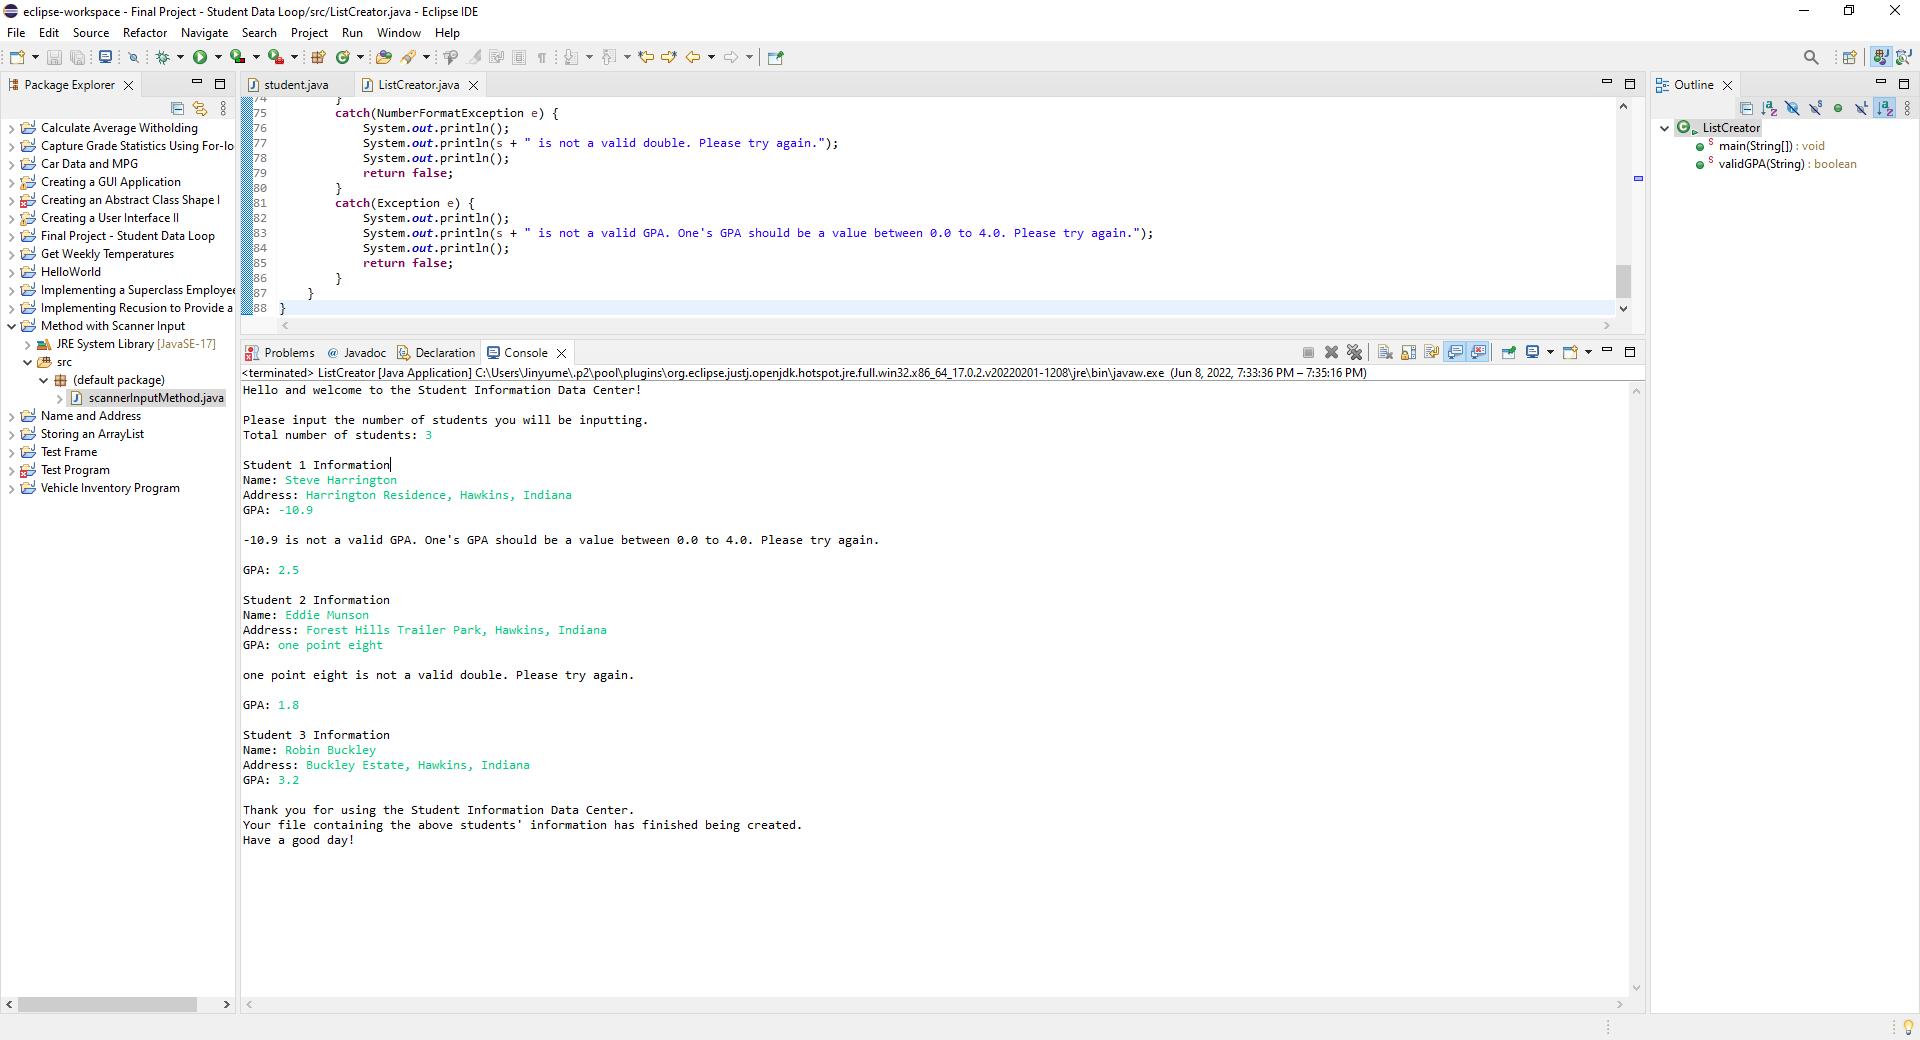 eclipse-workspace - Final Project - Student Data Loop/src/ListCreator.java - Eclipse IDE
File Edit Source Refactor Navigate Search Project Run Window Help
Package Explorer
Calculate Average Witholding
Capture Grade Statistics Using For-lo
Car Data and MPG
Creating a GUI Application
Creating an Abstract Class Shape I
Creating a User Interface II
Final Project - Student Data Loop
Get Weekly Temperatures
HelloWorld
Implementing a Superclass Employee
Implementing Recusion to Provide a
Method with Scanner Input
JRE System Library [JavaSE-17]
src
(default package)
scannerInputMethod.java
Name and Address
Storing an ArrayList
Test Frame
Test Program
Vehicle Inventory Program
student.java ListCreator.java
74 }
75 catch(NumberFormatException e) {
76 System.out.println();
77 System.out.println(s + " is not a valid double. Please try again.");
78 System.out.println();
79 return false;
80 }
81 catch(Exception e) {
82 System.out.println();
83 System.out.println(s + " is not a valid GPA. One's GPA should be a value between 0.0 to 4.0. Please try again.");
84 System.out.println();
85 return false;
86 }
87 }
88 }
Problems @ Javadoc Declaration Console
<terminated> ListCreator [Java Application] C:\Users\Jinyume\.p2\pool\plugins\org.eclipse.justj.openjdk.hotspot.jre.full.win32.x86_64_17.0.2.v20220201-1208\jre\bin\javaw.exe (Jun 8, 2022, 7:33:36 PM – 7:35:16 PM)
Hello and welcome to the Student Information Data Center!
Please input the number of students you will be inputting.
Total number of students: 3
Student 1 Information
Name: Steve Harrington
Address: Harrington Residence, Hawkins, Indiana
GPA: -10.9
-10.9 is not a valid GPA. One's GPA should be a value between 0.0 to 4.0. Please try again.
GPA: 2.5
Student 2 Information
Name: Eddie Munson
Address: Forest Hills Trailer Park, Hawkins, Indiana
GPA: one point eight
one point eight is not a valid double. Please try again.
GPA: 1.8
Student 3 Information
Name: Robin Buckley
Address: Buckley Estate, Hawkins, Indiana
GPA: 3.2
Thank you for using the Student Information Data Center.
Your file containing the above students' information has finished being created.
Have a good day!
Outline
ListCreator
main(String[]) : void
validGPA(String) : boolean